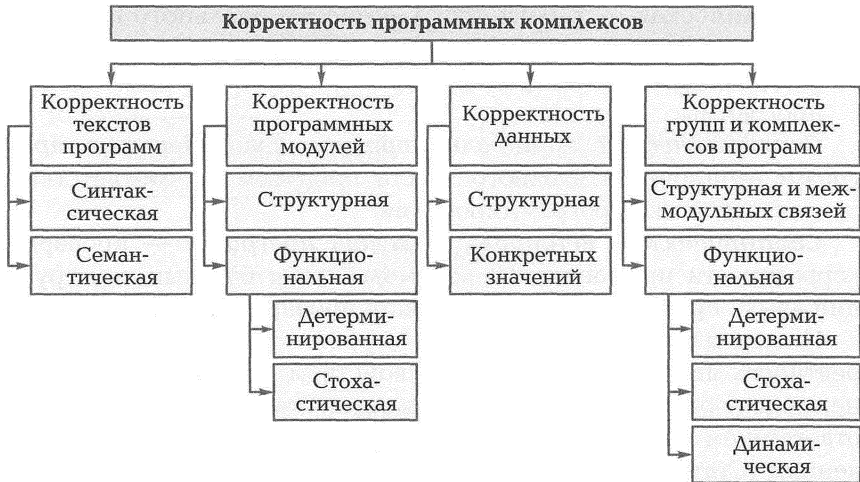 Корректность программных комплексов
Корректность
текстов
программ
Синтак-
сическая
Семан-
тическая
Корректность
программных
модулей
Структурная
Функцио-
нальная
Детерми-
нированная
Стоха-
стическая
Корректность
данных
Структурная
Конкретных
значений
Корректность
групп и комплек-
сов программ
Структурная и меж-
модульных связей
Функцио-
нальная
Детерми-
нированная
Стоха-
стическая
Динами-
ческая